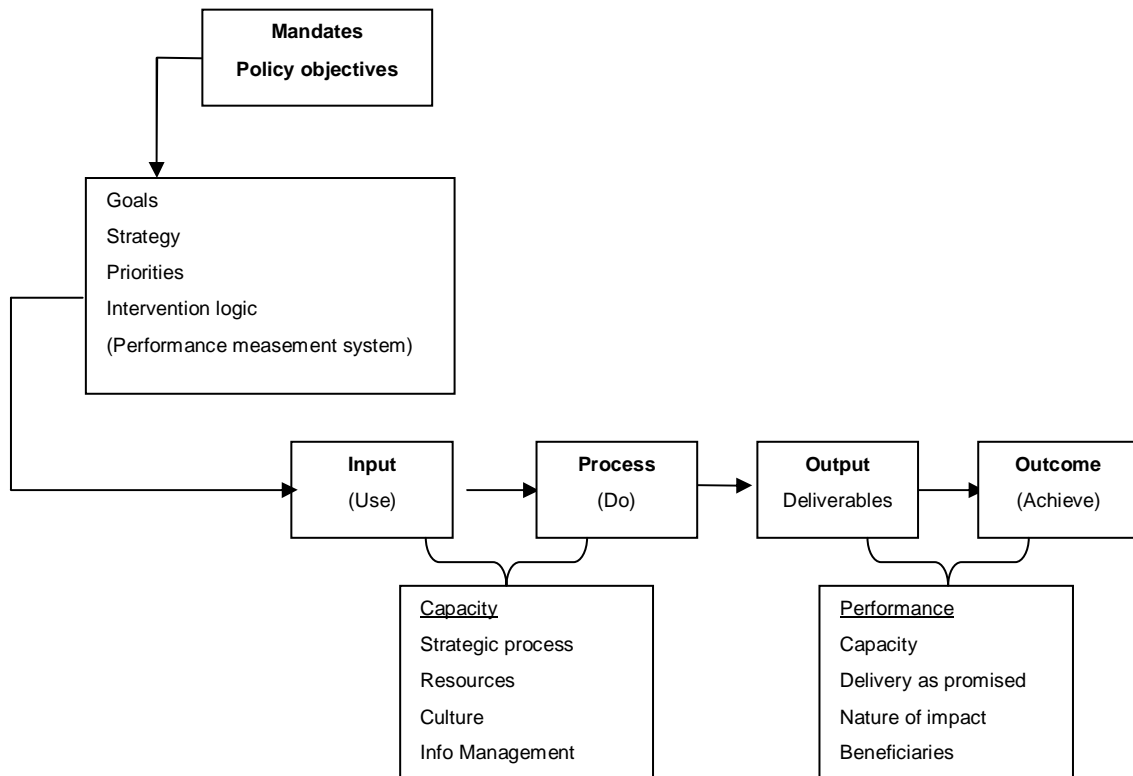 Mandates
Policy objectives
Goals
Strategy
Priorities
Intervention logic
(Performance measement system)
Input
(Use)
Process
(Do)
Output
Deliverables
Outcome
(Achieve)
Capacity
Strategic process
Resources
Culture
Info Management
Performance
Capacity
Delivery as promised
Nature of impact
Beneficiaries